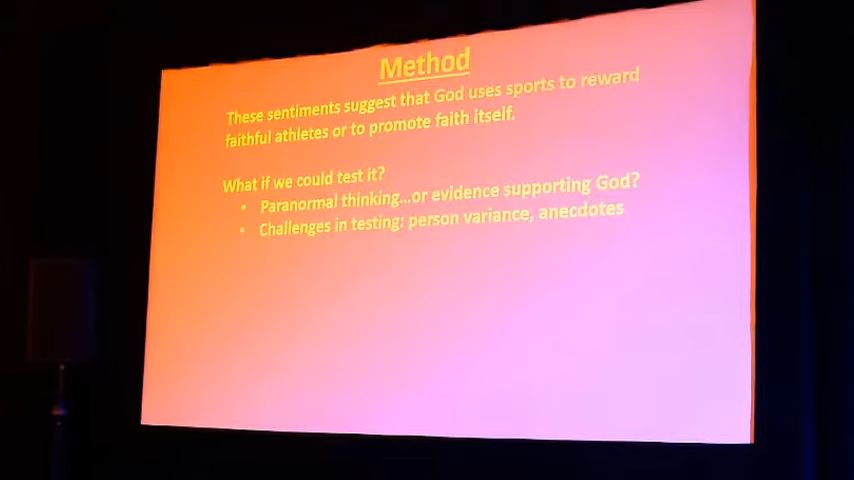 Method
These sentiments suggest that God uses sports to reward
faithful athletes or to promote faith itself.
What if we could test it?
• Paranormal thinking...or evidence supporting God?
• Challenges in testing: person variance, anecdotes